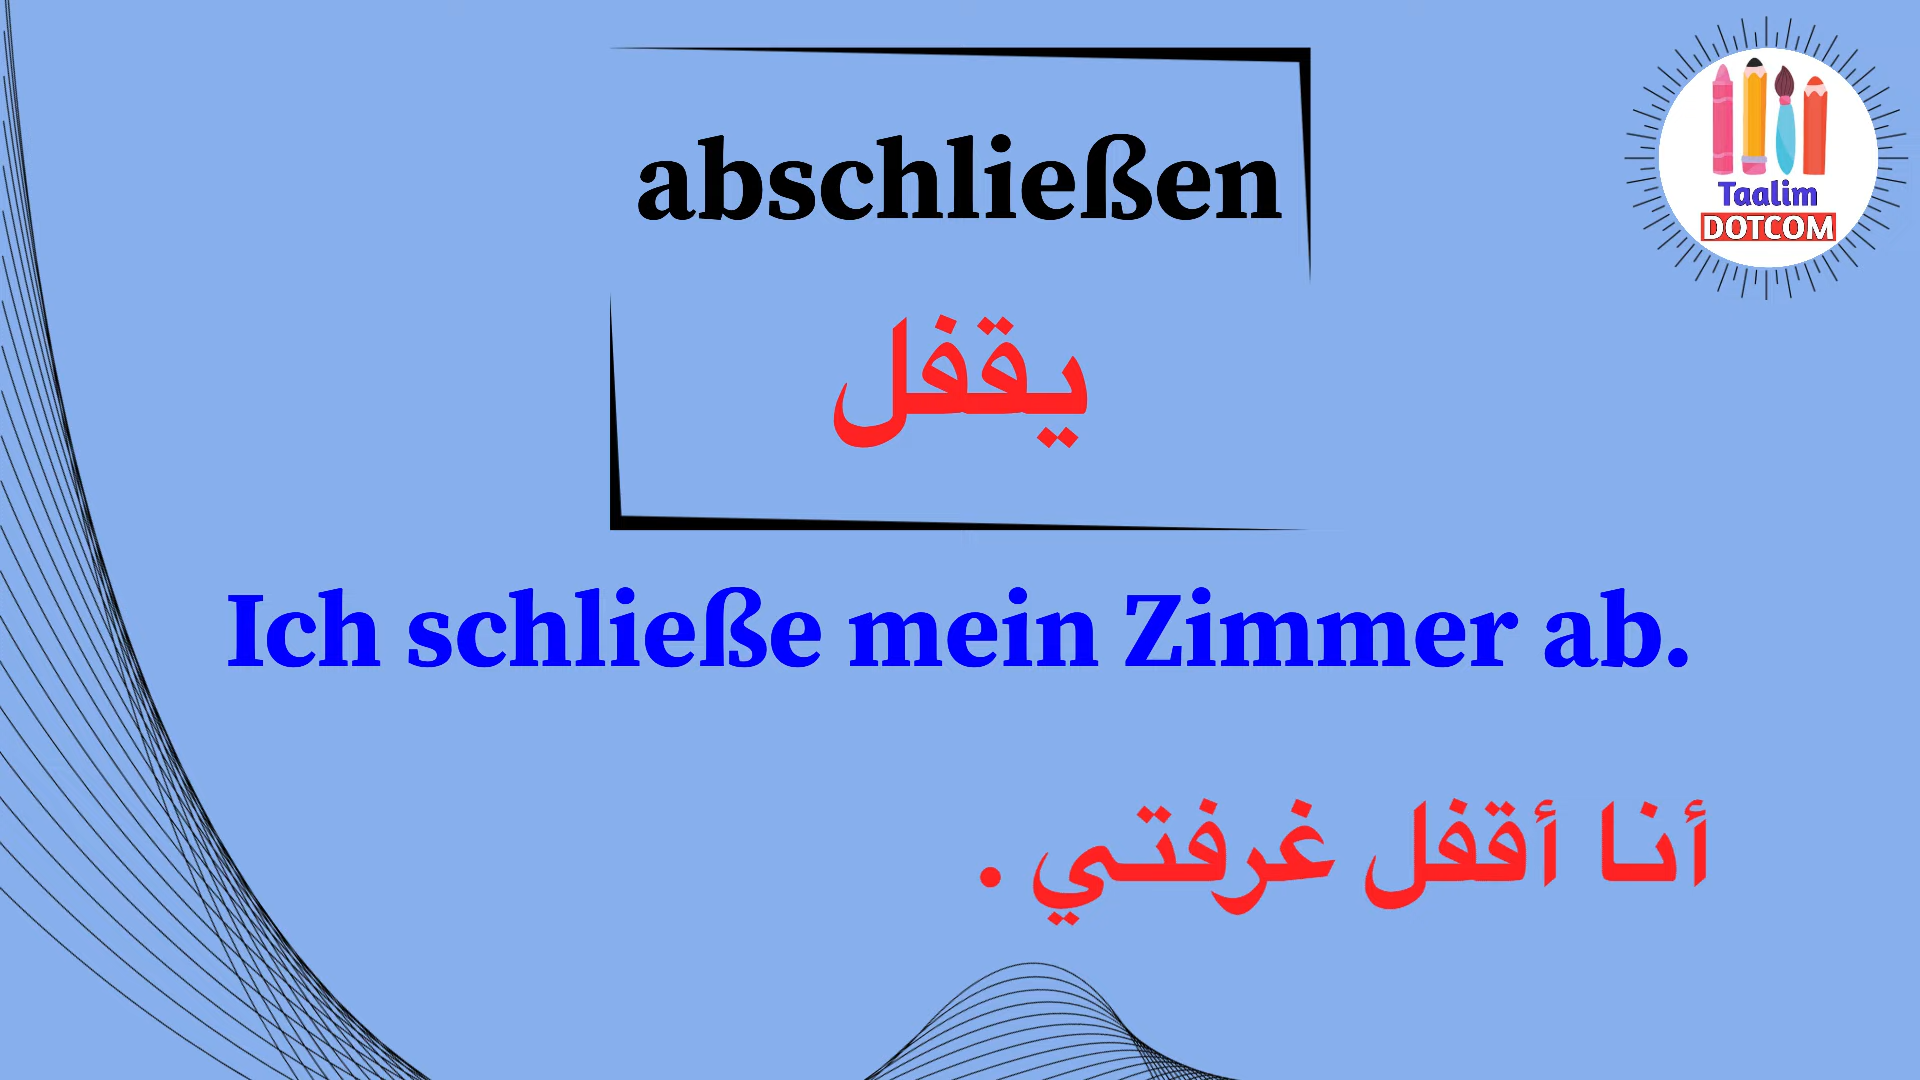 abschließen
Taalim
DOTCOM
يقفل
Ich schließe mein Zimmer ab.
أنا أقفل غرفتي .